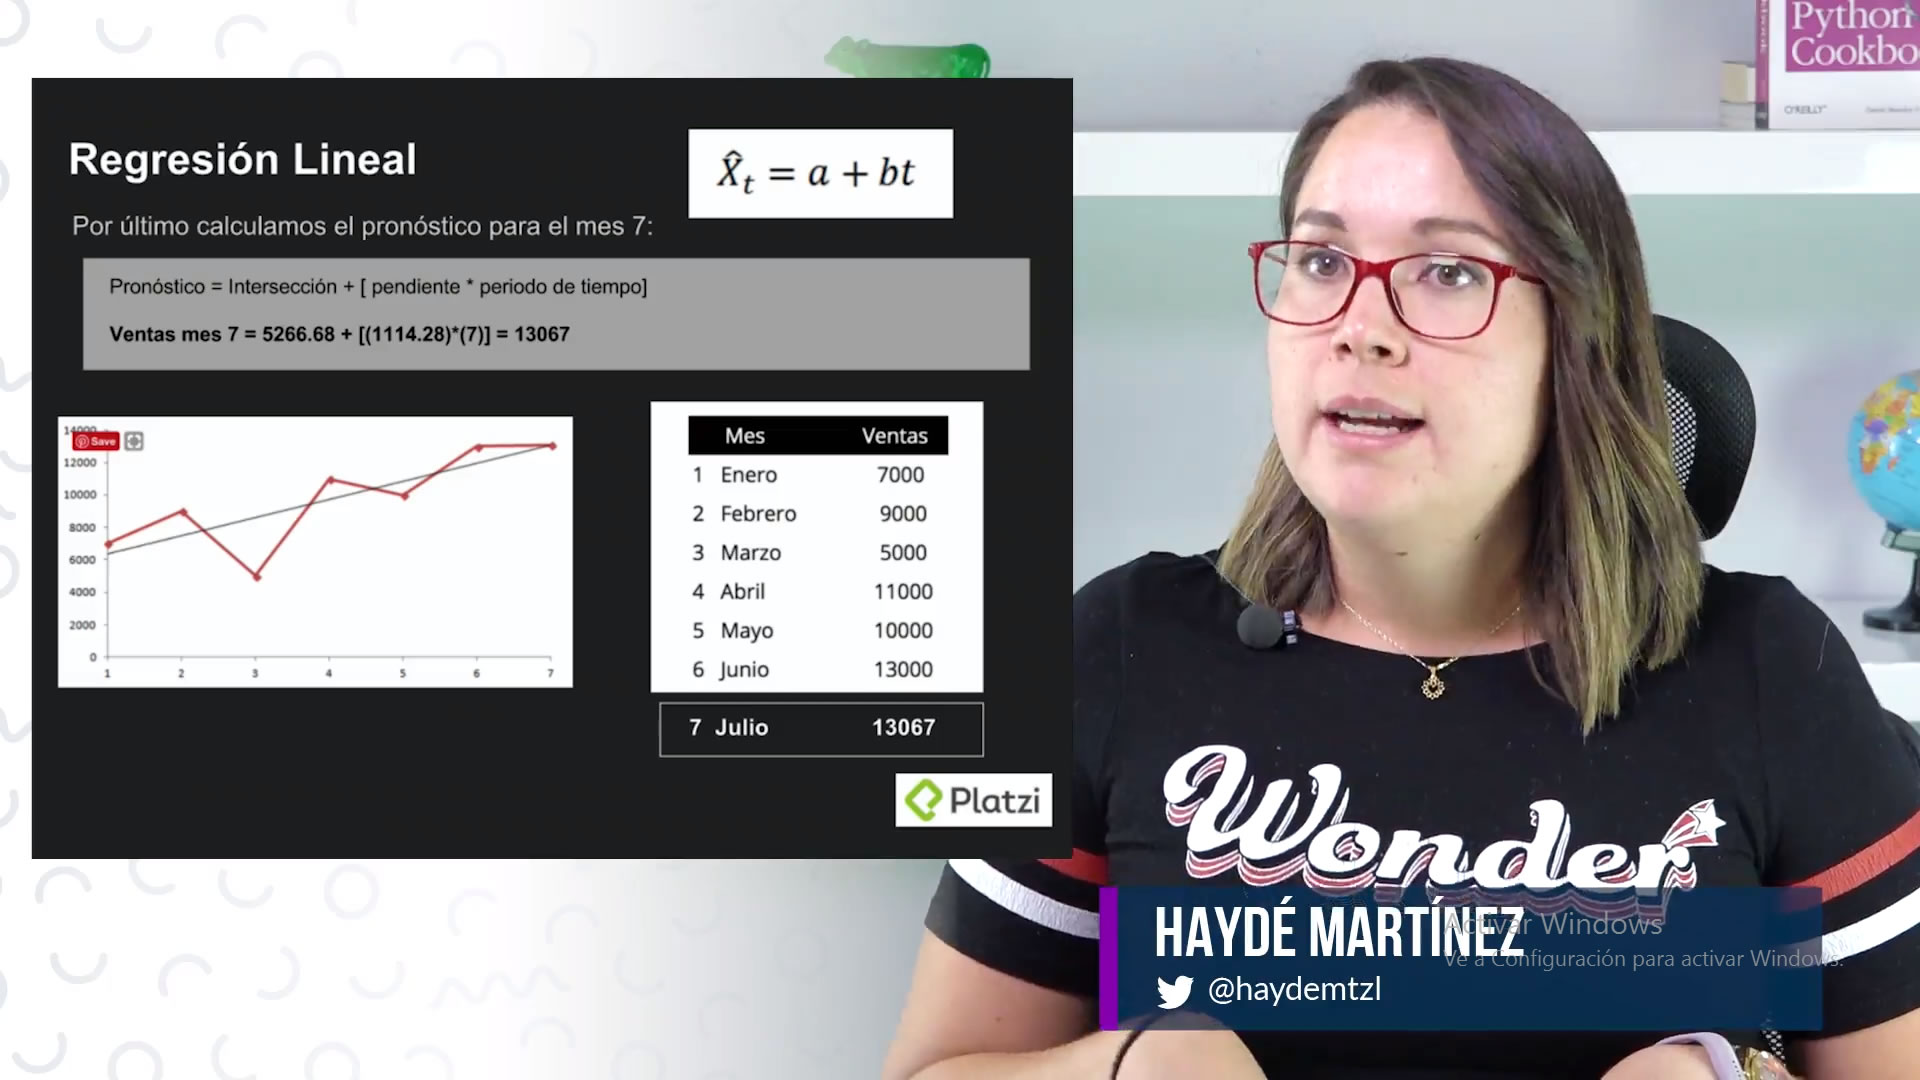 Regresión Lineal
X̂t = a + bt
Por último calculamos el pronóstico para el mes 7:
Pronóstico = Intersección + [ pendiente * periodo de tiempo]
Ventas mes 7 = 5266.68 + [(1114.28)*(7)] = 13067
14000
Save
12000
10000
8000
6000
4000
2000
0
1 2 3 4 5 6 7
Mes Ventas
1 Enero 7000
2 Febrero 9000
3 Marzo 5000
4 Abril 11000
5 Mayo 10000
6 Junio 13000
7 Julio 13067
Platzi
Python
Cookbo
O'REILLY
Wonder
HAYDÉ MARTÍNEZ
@haydemtzl
Activar Windows
Ve a Configuración para activar Windows.